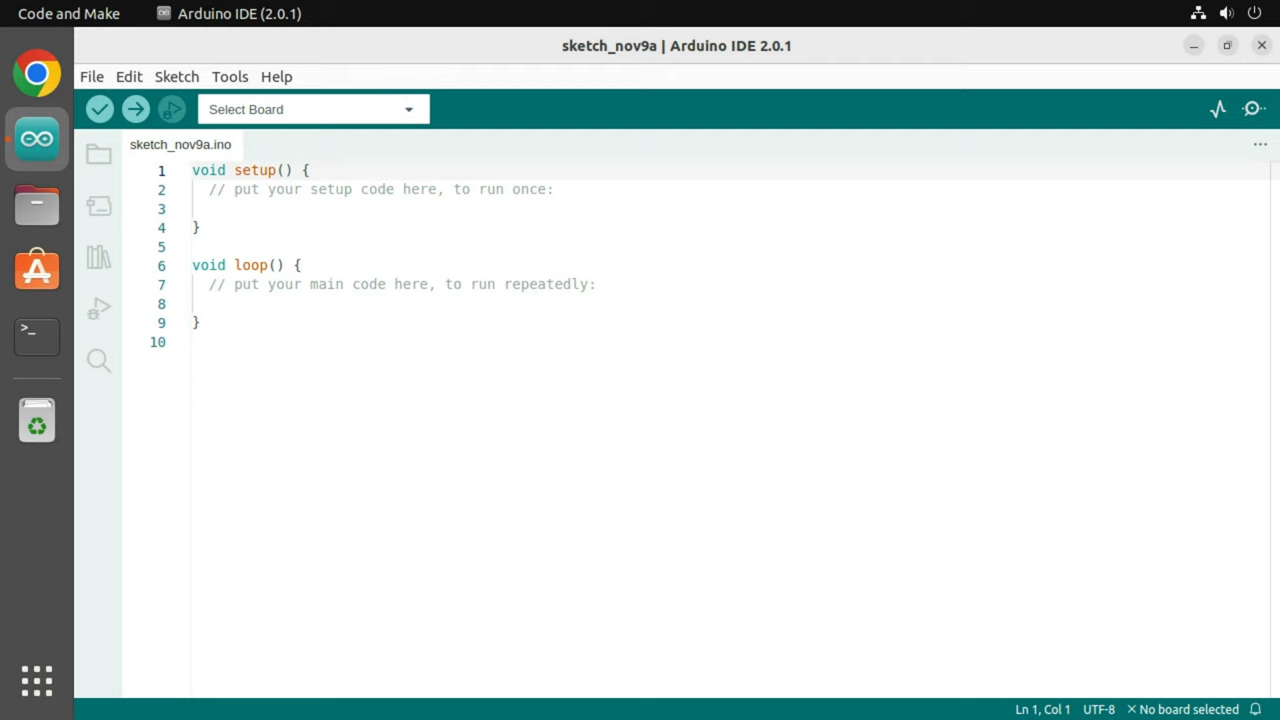 Code and Make
Arduino IDE (2.0.1)
sketch_nov9a | Arduino IDE 2.0.1
File Edit Sketch Tools Help
Select Board
sketch_nov9a.ino
1 void setup() {
2 // put your setup code here, to run once:
3
4 }
5
6 void loop() {
7 // put your main code here, to run repeatedly:
8
9 }
10
Ln 1, Col 1 UTF-8 No board selected